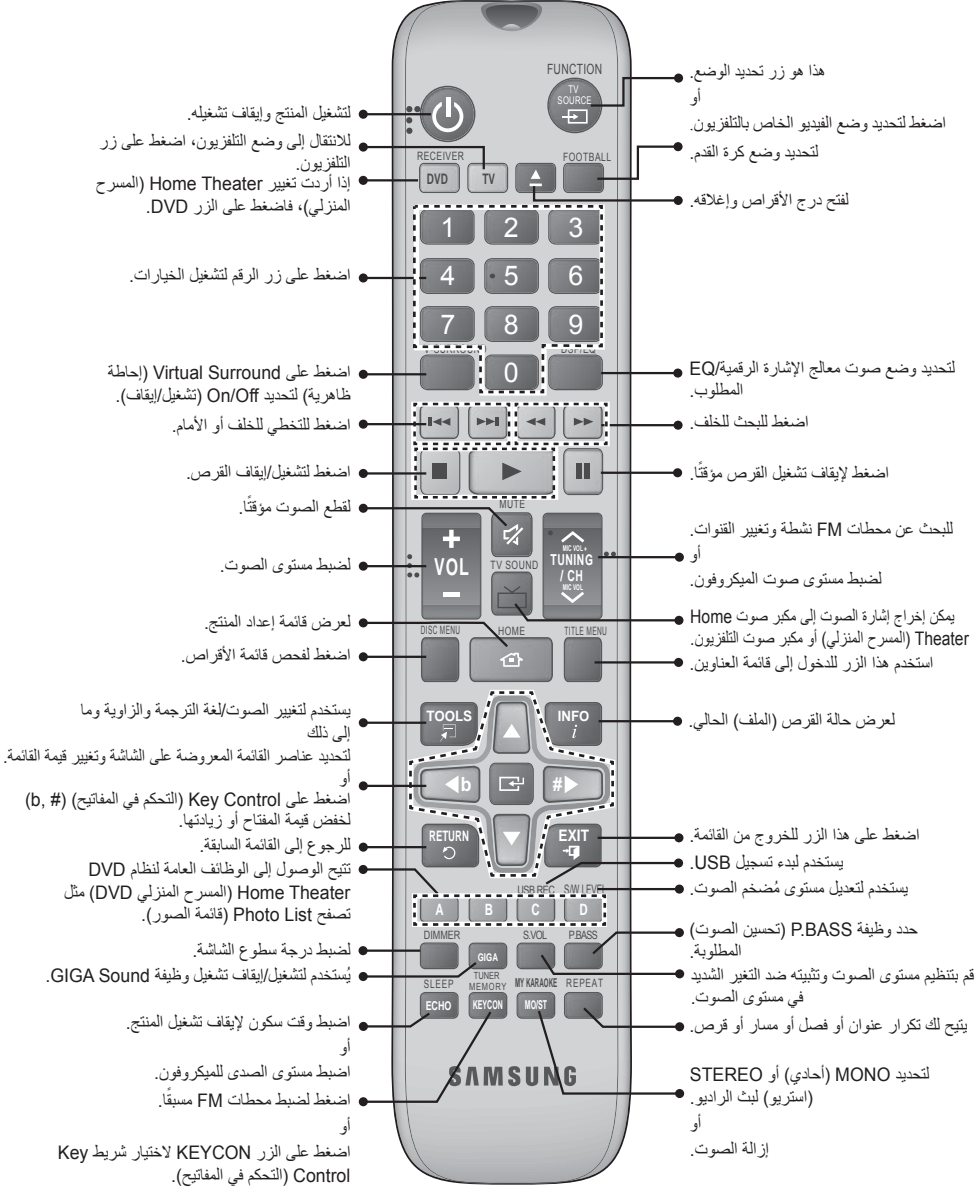 FUNCTION
TV
SOURCE
RECEIVER
DVD
TV
FOOTBALL
1 2 3
4 5 6
7 8 9
V-SURROUND
0
DSP/EQ
MUTE
+
VOL
−
TV SOUND
MIC VOL +
TUNING
/ CH
MIC VOL
DISC MENU
HOME
TITLE MENU
TOOLS
INFO
i
b
#
RETURN
EXIT
USB REC
S/W LEVEL
A B C D
DIMMER
GIGA
S.VOL
P.BASS
SLEEP
TUNER
MEMORY
MY KARAOKE
REPEAT
ECHO
KEYCON
MO/ST
SAMSUNG
هذا هو زر تحديد الوضع.
أو
اضغط لتحديد وضع الفيديو الخاص بالتلفزيون.
لتحديد وضع كرة القدم.
لفتح درج الأقراص وإغلاقه.
لتحديد وضع صوت معالج الإشارة الرقمية/EQ
المطلوب.
اضغط للبحث للخلف.
اضغط لإيقاف تشغيل القرص مؤقتًا.
للبحث عن محطات FM نشطة وتغيير القنوات.
أو
لضبط مستوى صوت الميكروفون.
يمكن إخراج إشارة الصوت إلى مكبر صوت Home
Theater (المسرح المنزلي) أو مكبر صوت التلفزيون.
استخدم هذا الزر للدخول إلى قائمة العناوين.
لعرض حالة القرص (الملف) الحالي.
اضغط على هذا الزر للخروج من القائمة.
يستخدم لبدء تسجيل USB.
يستخدم لتعديل مستوى مُضخم الصوت.
حدد وظيفة P.BASS (تحسين الصوت)
المطلوبة.
قم بتنظيم مستوى الصوت وتثبيته ضد التغير الشديد
في مستوى الصوت.
يتيح لك تكرار عنوان أو فصل أو مسار أو قرص.
لتحديد MONO (أحادي) أو STEREO
(استريو) لبث الراديو.
أو
إزالة الصوت.
لتشغيل المنتج وإيقاف تشغيله.
للانتقال إلى وضع التلفزيون، اضغط على زر
التلفزيون.
إذا أردت تغيير Home Theater (المسرح
المنزلي)، فاضغط على الزر DVD.
اضغط على زر الرقم لتشغيل الخيارات.
اضغط على Virtual Surround (إحاطة
ظاهرية) لتحديد On/Off (تشغيل/إيقاف).
اضغط للتخطي للخلف أو الأمام.
اضغط لتشغيل/إيقاف القرص.
لقطع الصوت مؤقتًا.
لضبط مستوى الصوت.
لعرض قائمة إعداد المنتج.
اضغط لفحص قائمة الأقراص.
يستخدم لتغيير الصوت/لغة الترجمة والزاوية وما
إلى ذلك
لتحديد عناصر القائمة المعروضة على الشاشة وتغيير قيمة القائمة.
أو
اضغط على Key Control (التحكم في المفاتيح) (b, #)
لخفض قيمة المفتاح أو زيادتها.
للرجوع إلى القائمة السابقة.
تتيح الوصول إلى الوظائف العامة لنظام DVD
Home Theater (المسرح المنزلي DVD) مثل
تصفح Photo List (قائمة الصور).
لضبط درجة سطوع الشاشة.
يُستخدم لتشغيل/إيقاف تشغيل وظيفة GIGA Sound.
اضبط وقت سكون لإيقاف تشغيل المنتج.
أو
اضبط مستوى الصدى للميكروفون.
اضغط لضبط محطات FM مسبقًا.
أو
اضغط على الزر KEYCON لاختيار شريط Key
Control (التحكم في المفاتيح).